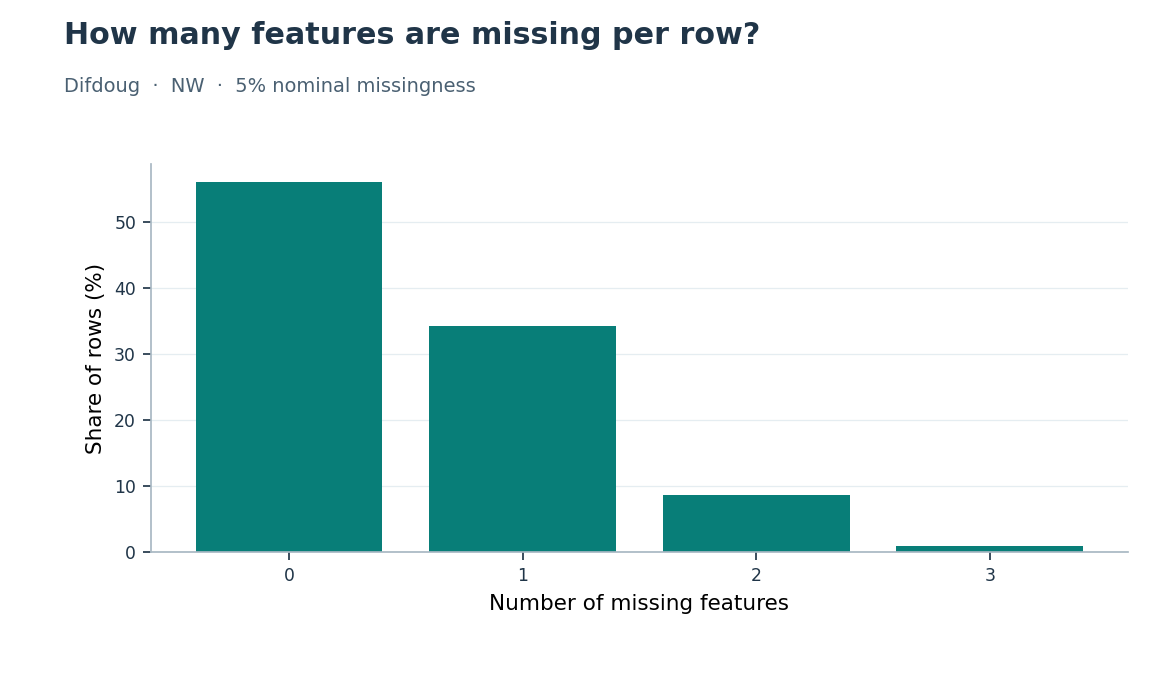 How many features are missing per row?
Difdoug · NW · 5% nominal missingness
Share of rows (%)
50
40
30
20
10
0
0 1 2 3
Number of missing features